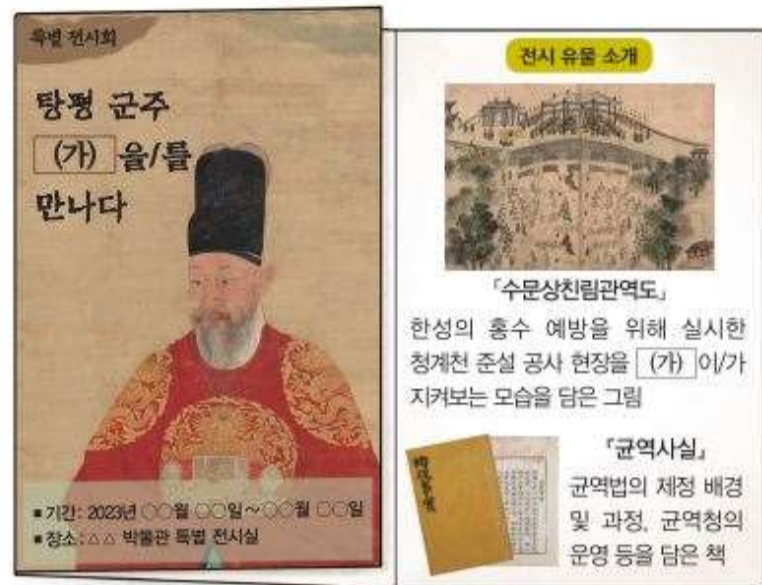 특별 전시회
탕평 군주
(가) 을/를
만나다
■ 기간: 2023년 ○○월 ○○일~○○월 ○○일
■ 장소: △△ 박물관 특별 전시실
전시 유물 소개
「수문상친림관역도」
한성의 홍수 예방을 위해 실시한
청계천 준설 공사 현장을 (가) 이/가
지켜보는 모습을 담은 그림
『균역사실』
균역법의 제정 배경
및 과정, 균역청의
운영 등을 담은 책